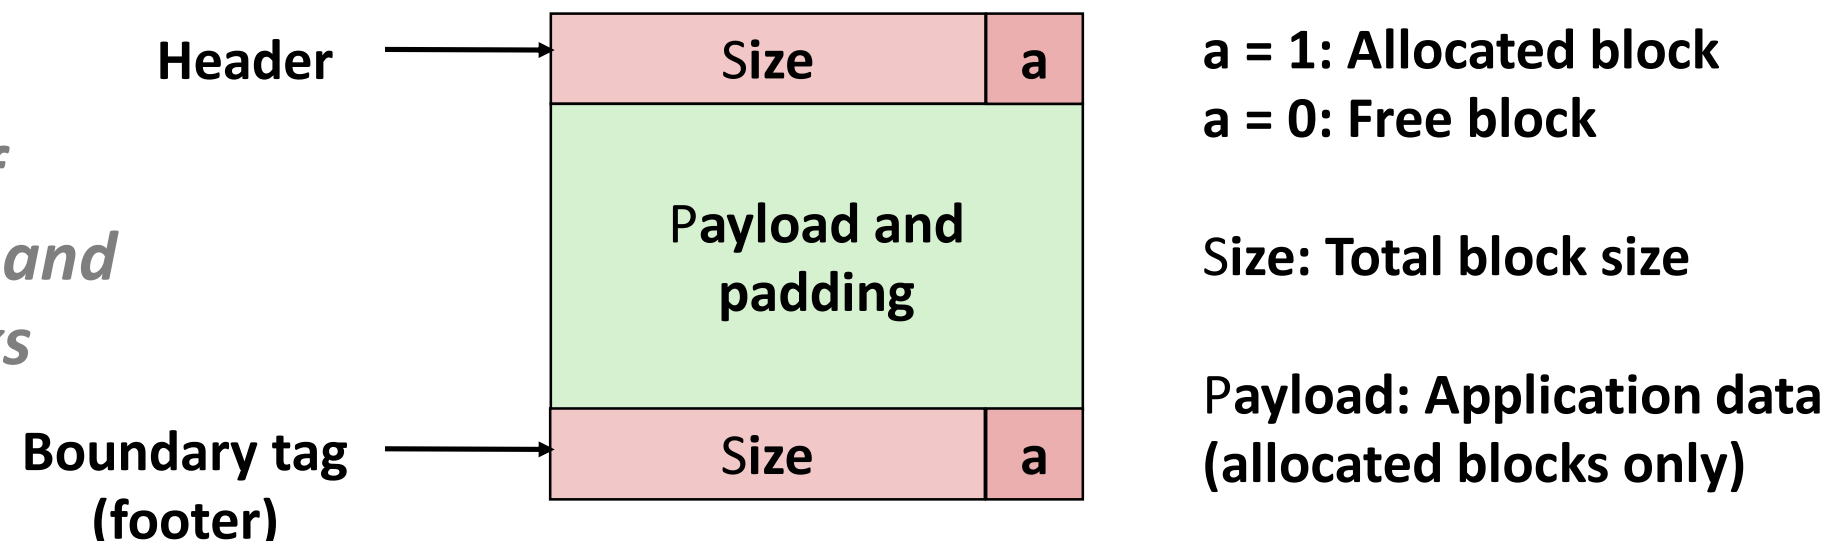 Header
Size
a
a = 1: Allocated block
a = 0: Free block
and
Payload and
padding
Size: Total block size
Payload: Application data
(allocated blocks only)
Boundary tag
(footer)
Size
a